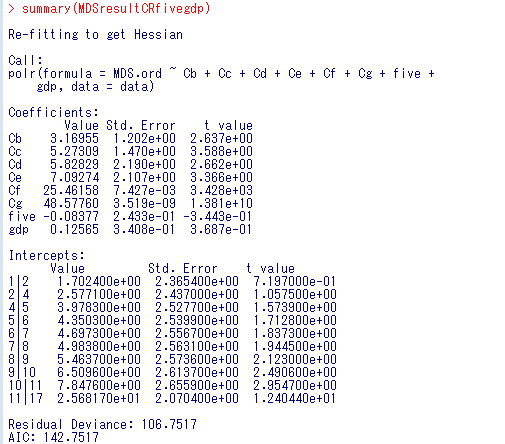 > summary(MDSresultCRfivegdp)
Re-fitting to get Hessian
Call:
polr(formula = MDS.ord ~ Cb + Cc + Cd + Ce + Cf + Cg + five +
gdp, data = data)
Coefficients:
Value Std. Error t value
Cb 3.16955 1.202e+00 2.637e+00
Cc 5.27309 1.470e+00 3.588e+00
Cd 5.82829 2.190e+00 2.662e+00
Ce 7.09274 2.107e+00 3.366e+00
Cf 25.46158 7.427e-03 3.428e+03
Cg 48.57760 3.519e-09 1.381e+10
five -0.08377 2.433e-01 -3.443e-01
gdp 0.12565 3.408e-01 3.687e-01
Intercepts:
Value Std. Error t value
1|2 1.702400e+00 2.365400e+00 7.197000e-01
2|4 2.577100e+00 2.437000e+00 1.057500e+00
4|5 3.978300e+00 2.527700e+00 1.573900e+00
5|6 4.350300e+00 2.539900e+00 1.712800e+00
6|7 4.697300e+00 2.556700e+00 1.837300e+00
7|8 4.983800e+00 2.563100e+00 1.944500e+00
8|9 5.463700e+00 2.573600e+00 2.123000e+00
9|10 6.509600e+00 2.613700e+00 2.490600e+00
10|11 7.847600e+00 2.655900e+00 2.954700e+00
11|17 2.568170e+01 2.070400e+00 1.240440e+01
Residual Deviance: 106.7517
AIC: 142.7517